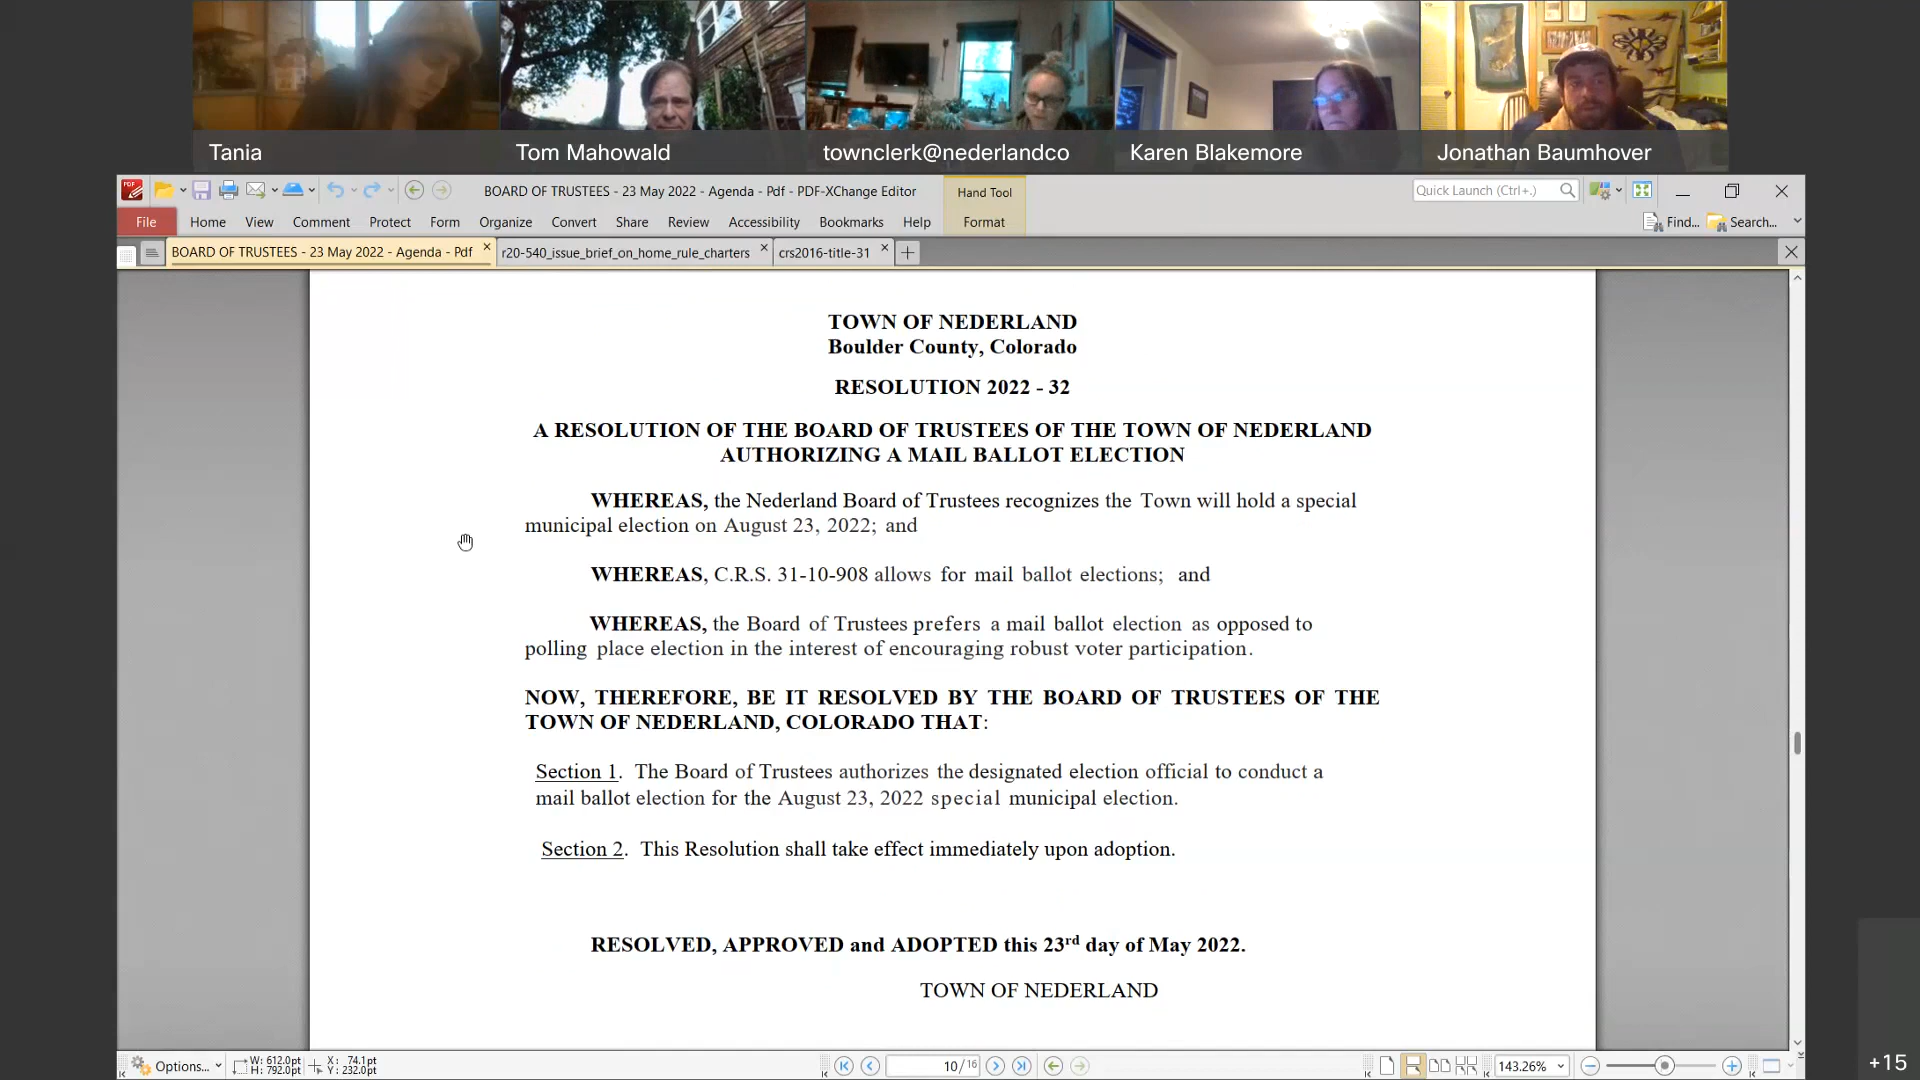 Tania
Tom Mahowald
townclerk@nederlandco
Karen Blakemore
Jonathan Baumhover
BOARD OF TRUSTEES - 23 May 2022 - Agenda - Pdf - PDF-XChange Editor
Hand Tool
Quick Launch (Ctrl+.)
File Home View Comment Protect Form Organize Convert Share Review Accessibility Bookmarks Help Format Find... Search...
BOARD OF TRUSTEES - 23 May 2022 - Agenda - Pdf r20-540_issue_brief_on_home_rule_charters crs2016-title-31
TOWN OF NEDERLAND
Boulder County, Colorado
RESOLUTION 2022 - 32
A RESOLUTION OF THE BOARD OF TRUSTEES OF THE TOWN OF NEDERLAND
AUTHORIZING A MAIL BALLOT ELECTION
WHEREAS, the Nederland Board of Trustees recognizes the Town will hold a special
municipal election on August 23, 2022; and
WHEREAS, C.R.S. 31-10-908 allows for mail ballot elections; and
WHEREAS, the Board of Trustees prefers a mail ballot election as opposed to
polling place election in the interest of encouraging robust voter participation.
NOW, THEREFORE, BE IT RESOLVED BY THE BOARD OF TRUSTEES OF THE
TOWN OF NEDERLAND, COLORADO THAT:
Section 1. The Board of Trustees authorizes the designated election official to conduct a
mail ballot election for the August 23, 2022 special municipal election.
Section 2. This Resolution shall take effect immediately upon adoption.
RESOLVED, APPROVED and ADOPTED this 23rd day of May 2022.
TOWN OF NEDERLAND
Options... W: 612.0pt X: 74.1pt
H: 792.0pt Y: 232.0pt
10 / 16
143.26%
+15